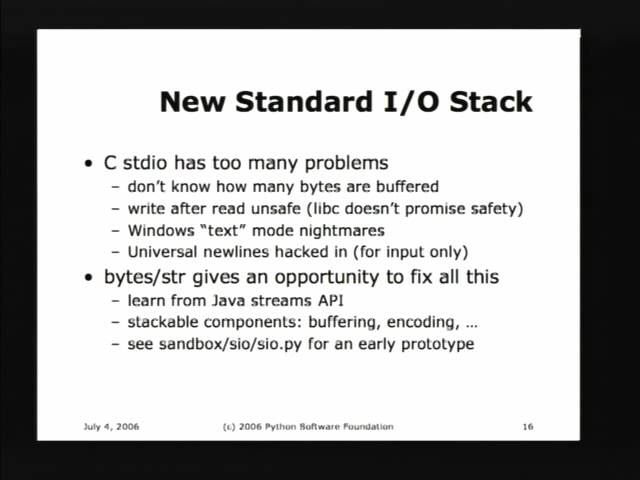 New Standard I/O Stack
• C stdio has too many problems
– don't know how many bytes are buffered
– write after read unsafe (libc doesn't promise safety)
– Windows “text” mode nightmares
– Universal newlines hacked in (for input only)
• bytes/str gives an opportunity to fix all this
– learn from Java streams API
– stackable components: buffering, encoding, ...
– see sandbox/sio/sio.py for an early prototype
July 4, 2006
(c) 2006 Python Software Foundation
16